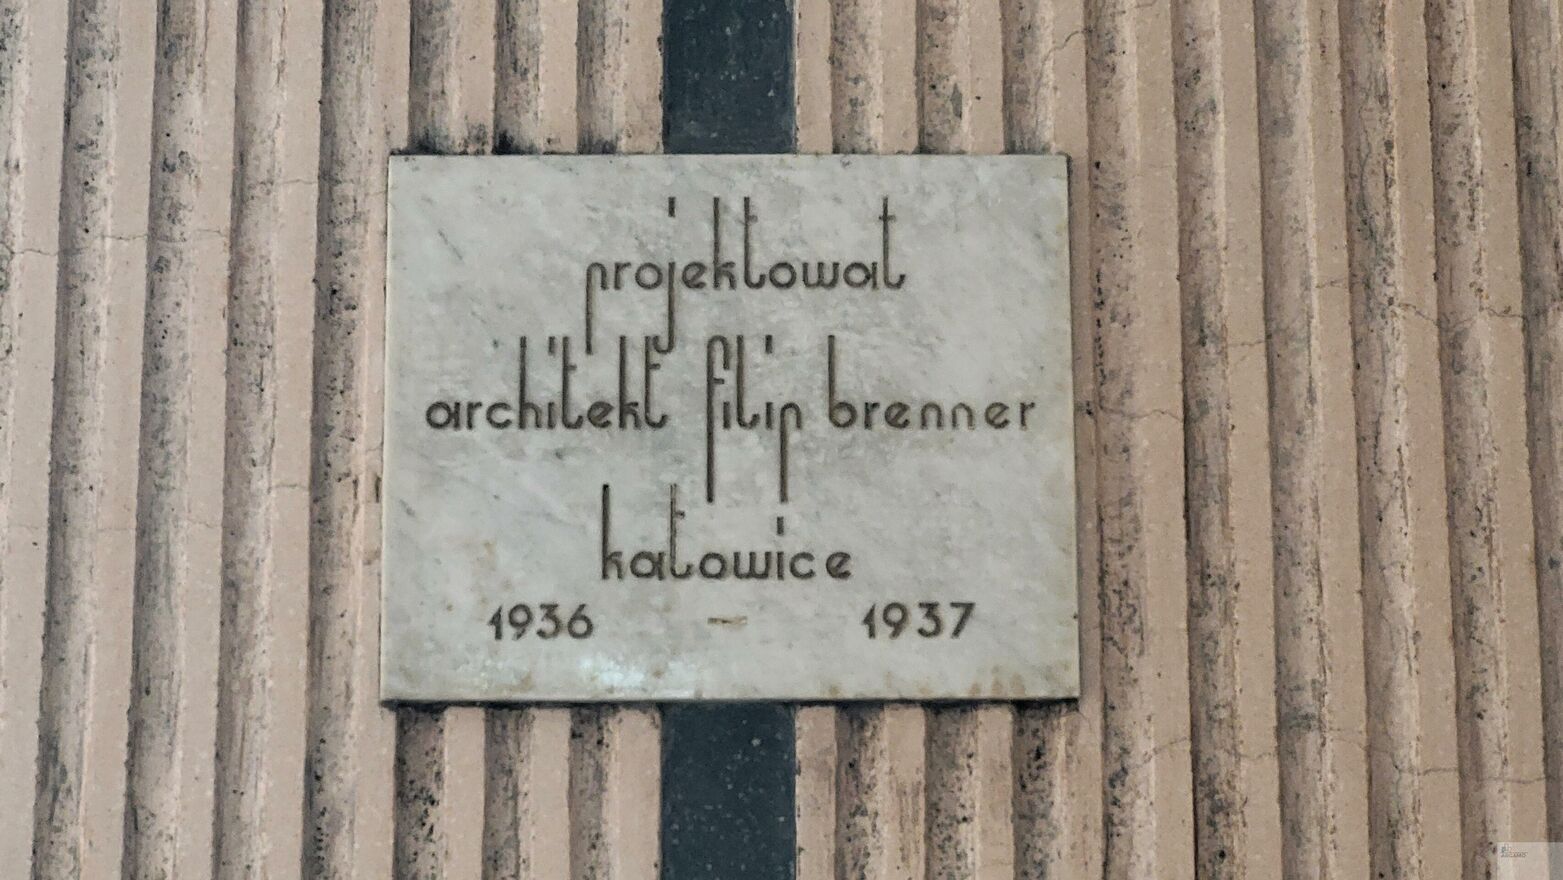 projektował
architekt filip brenner
katowice
1936 – 1937